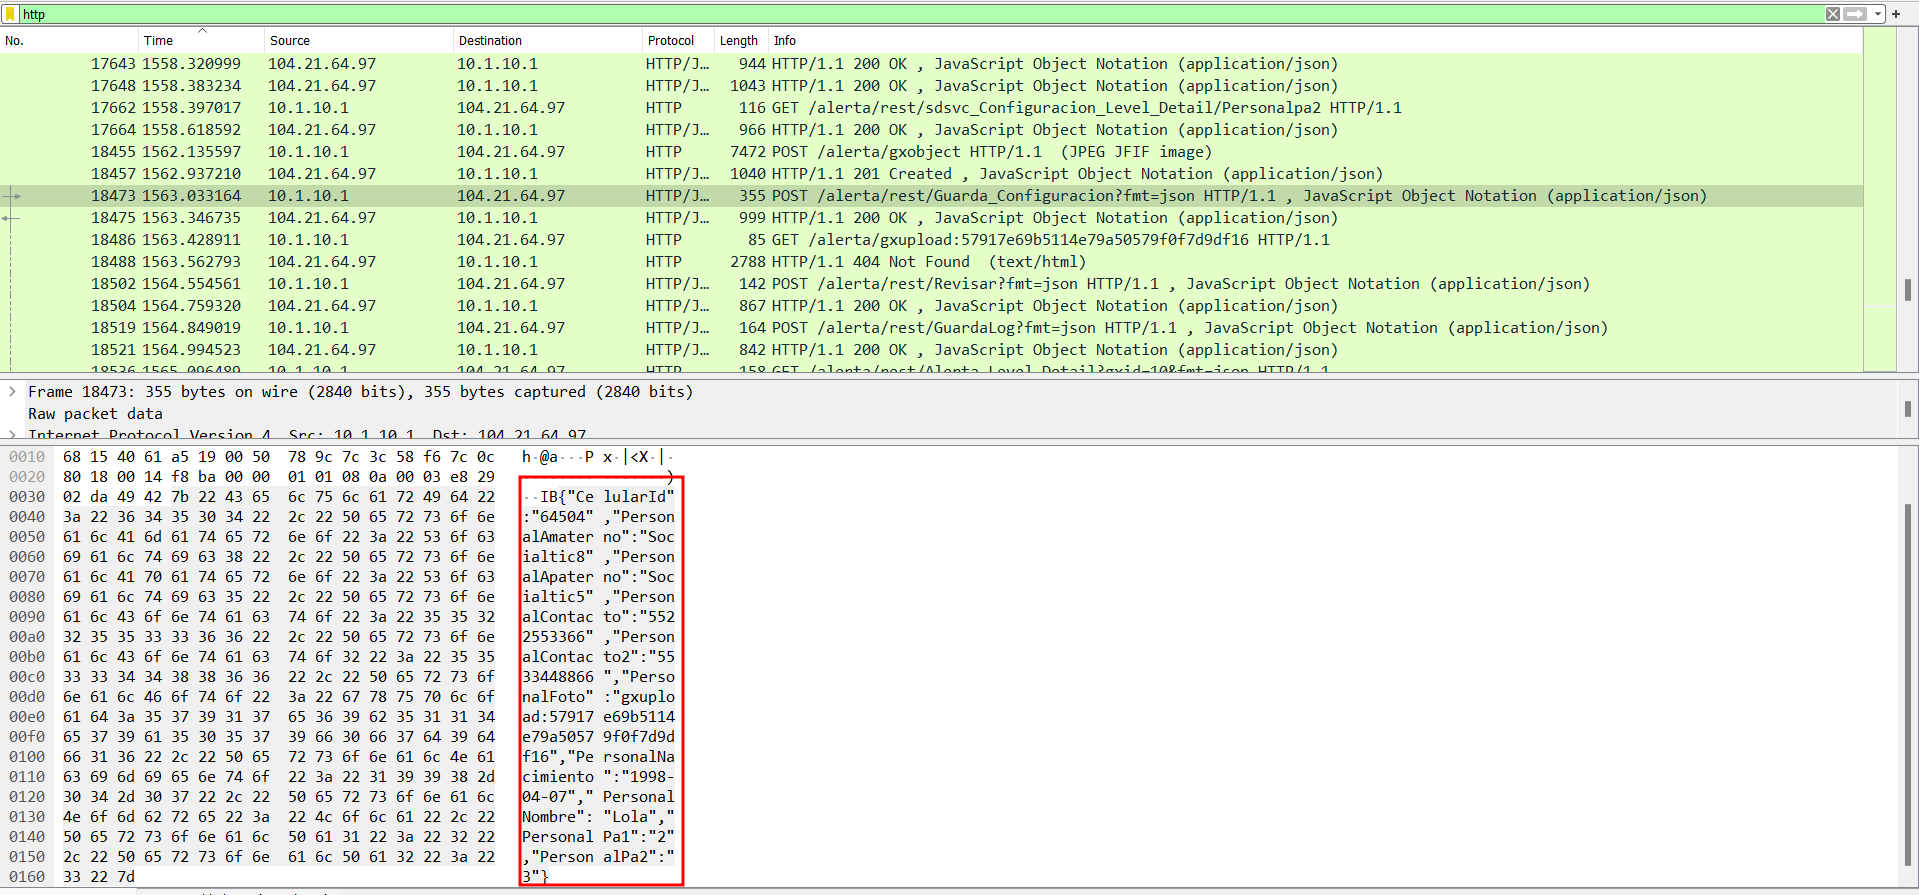 http
No. Time Source Destination Protocol Length Info
17643 1558.320999 104.21.64.97 10.1.10.1 HTTP/J… 944 HTTP/1.1 200 OK , JavaScript Object Notation (application/json)
17648 1558.383234 104.21.64.97 10.1.10.1 HTTP/J… 1043 HTTP/1.1 200 OK , JavaScript Object Notation (application/json)
17662 1558.397017 10.1.10.1 104.21.64.97 HTTP 116 GET /alerta/rest/sdsvc_Configuracion_Level_Detail/Personalpa2 HTTP/1.1
17664 1558.618592 104.21.64.97 10.1.10.1 HTTP/J… 966 HTTP/1.1 200 OK , JavaScript Object Notation (application/json)
18455 1562.135597 10.1.10.1 104.21.64.97 HTTP 7472 POST /alerta/gxobject HTTP/1.1 (JPEG JFIF image)
18457 1562.937210 104.21.64.97 10.1.10.1 HTTP/J… 1040 HTTP/1.1 201 Created , JavaScript Object Notation (application/json)
18473 1563.033164 10.1.10.1 104.21.64.97 HTTP/J… 355 POST /alerta/rest/Guarda_Configuracion?fmt=json HTTP/1.1 , JavaScript Object Notation (application/json)
18475 1563.346735 104.21.64.97 10.1.10.1 HTTP/J… 999 HTTP/1.1 200 OK , JavaScript Object Notation (application/json)
18486 1563.428911 10.1.10.1 104.21.64.97 HTTP 85 GET /alerta/gxupload:57917e69b5114e79a50579f0f7d9df16 HTTP/1.1
18488 1563.562793 104.21.64.97 10.1.10.1 HTTP 2788 HTTP/1.1 404 Not Found (text/html)
18502 1564.554561 10.1.10.1 104.21.64.97 HTTP/J… 142 POST /alerta/rest/Revisar?fmt=json HTTP/1.1 , JavaScript Object Notation (application/json)
18504 1564.759320 104.21.64.97 10.1.10.1 HTTP/J… 867 HTTP/1.1 200 OK , JavaScript Object Notation (application/json)
18519 1564.849019 10.1.10.1 104.21.64.97 HTTP/J… 164 POST /alerta/rest/GuardaLog?fmt=json HTTP/1.1 , JavaScript Object Notation (application/json)
18521 1564.994523 104.21.64.97 10.1.10.1 HTTP/J… 842 HTTP/1.1 200 OK , JavaScript Object Notation (application/json)
18536 1565.096489 10.1.10.1 104.21.64.97 HTTP 158 GET /alerta/rest/Alerta_Level_Detail?gxid=10&fmt=json HTTP/1.1
Frame 18473: 355 bytes on wire (2840 bits), 355 bytes captured (2840 bits)
Raw packet data
Internet Protocol Version 4, Src: 10.1.10.1, Dst: 104.21.64.97
0010 68 15 40 61 a5 19 00 50 78 9c 7c 3c 58 f6 7c 0c h·@a···P x·|<X·|·
0020 80 18 00 14 f8 ba 00 00 01 01 08 0a 00 03 e8 29 ········ ·······)
0030 02 da 49 42 7b 22 43 65 6c 75 6c 61 72 49 64 22 ··IB{"Ce lularId"
0040 3a 22 36 34 35 30 34 22 2c 22 50 65 72 73 6f 6e :"64504" ,"Person
0050 61 6c 41 6d 61 74 65 72 6e 6f 22 3a 22 53 6f 63 alAmater no":"Soc
0060 69 61 6c 74 69 63 38 22 2c 22 50 65 72 73 6f 6e ialtic8" ,"Person
0070 61 6c 41 70 61 74 65 72 6e 6f 22 3a 22 53 6f 63 alApater no":"Soc
0080 69 61 6c 74 69 63 35 22 2c 22 50 65 72 73 6f 6e ialtic5" ,"Person
0090 61 6c 43 6f 6e 74 61 63 74 6f 22 3a 22 35 35 32 alContac to":"552
00a0 32 35 35 33 33 36 36 22 2c 22 50 65 72 73 6f 6e 2553366" ,"Person
00b0 61 6c 43 6f 6e 74 61 63 74 6f 32 22 3a 22 35 35 alContac to2":"55
00c0 33 33 34 34 38 38 36 36 22 2c 22 50 65 72 73 6f 33448866 ","Perso
00d0 6e 61 6c 46 6f 74 6f 22 3a 22 67 78 75 70 6c 6f nalFoto" :"gxuplo
00e0 61 64 3a 35 37 39 31 37 65 36 39 62 35 31 31 34 ad:57917 e69b5114
00f0 65 37 39 61 35 30 35 37 39 66 30 66 37 64 39 64 e79a5057 9f0f7d9d
0100 66 31 36 22 2c 22 50 65 72 73 6f 6e 61 6c 4e 61 f16","Pe rsonalNa
0110 63 69 6d 69 65 6e 74 6f 22 3a 22 31 39 39 38 2d cimiento ":"1998-
0120 30 34 2d 30 37 22 2c 22 50 65 72 73 6f 6e 61 6c 04-07"," Personal
0130 4e 6f 6d 62 72 65 22 3a 22 4c 6f 6c 61 22 2c 22 Nombre": "Lola","
0140 50 65 72 73 6f 6e 61 6c 50 61 31 22 3a 22 32 22 Personal Pa1":"2"
0150 2c 22 50 65 72 73 6f 6e 61 6c 50 61 32 22 3a 22 ,"Person alPa2":"
0160 33 22 7d 3"}